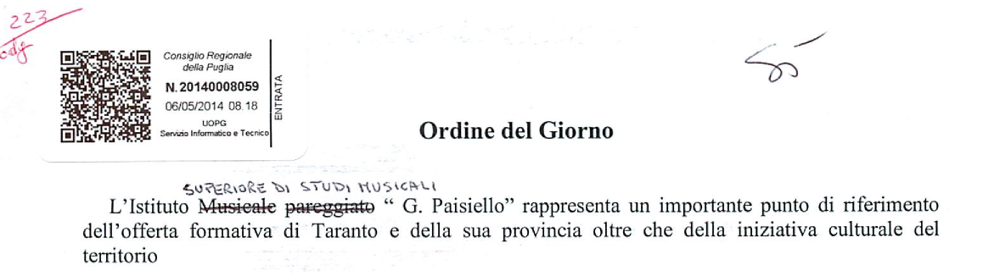 223
odg
Consiglio Regionale
della Puglia
N. 20140008059
06/05/2014 08.18
UOPG
Servizio Informatico e Tecnico
ENTRATA
Ordine del Giorno
SUPERIORE DI STUDI MUSICALI
L’Istituto Musicale pareggiato “ G. Paisiello” rappresenta un importante punto di riferimento
dell’offerta formativa di Taranto e della sua provincia oltre che della iniziativa culturale del
territorio